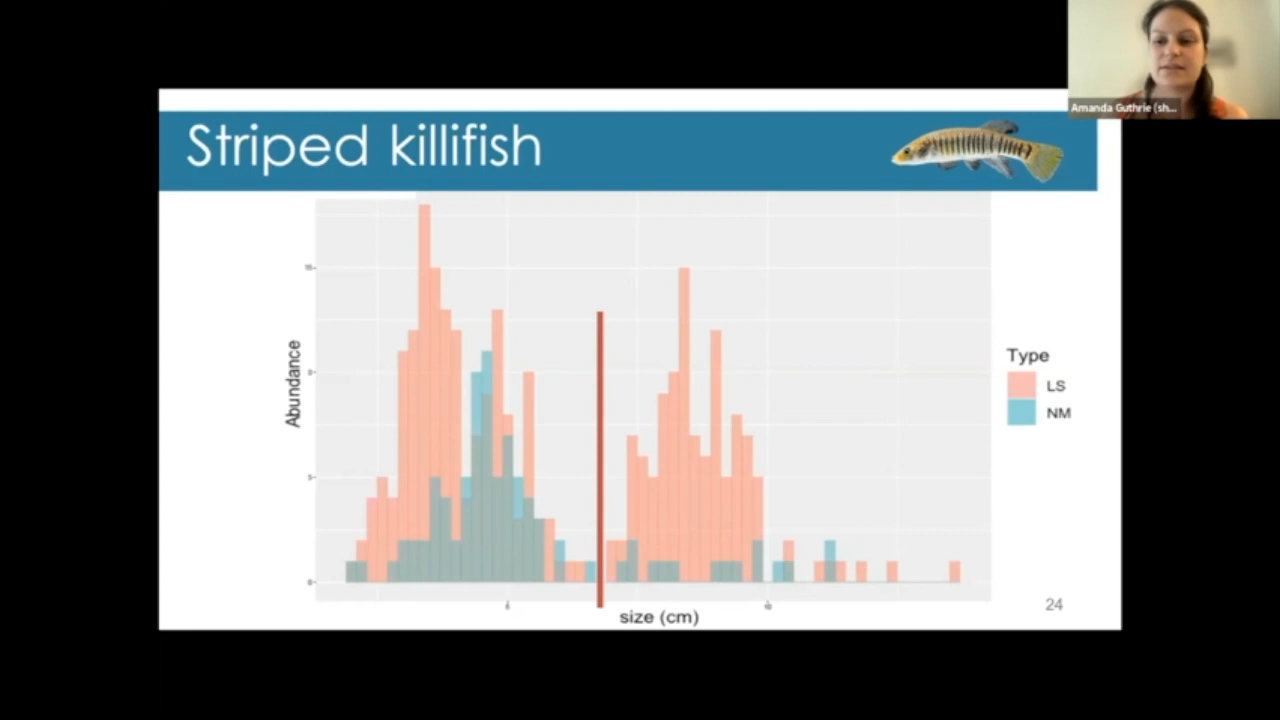 Amanda Guthrie (sh...
Striped killifish
Abundance
Type
LS
NM
size (cm)
24